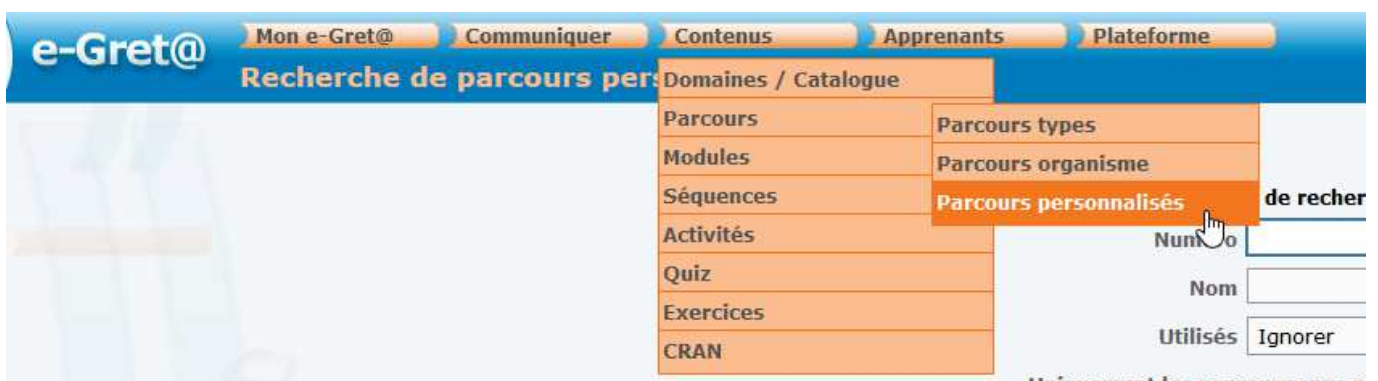 e-Gret@
Mon e-Gret@ Communiquer Contenus Apprenants Plateforme
Recherche de parcours
Domaines / Catalogue
Parcours
Modules
Séquences
Activités
Quiz
Exercices
CRAN
Parcours types
Parcours organisme
Parcours personnalisés
de recher
Nom
Utilisés Ignorer